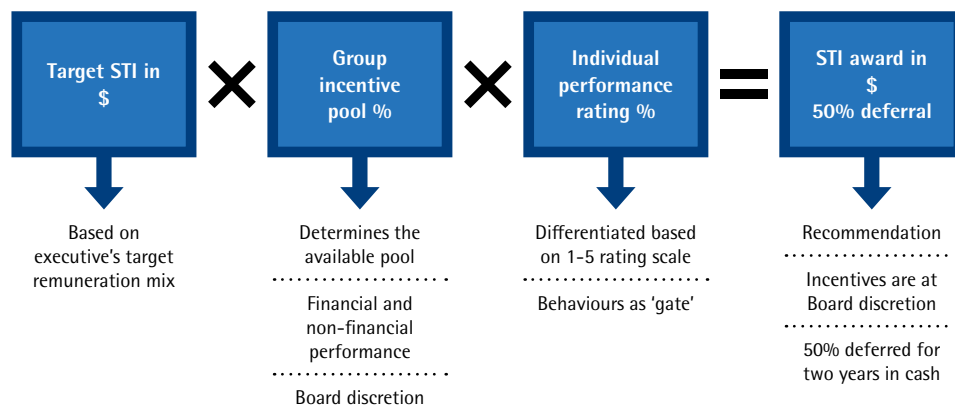 Target STI in
$
Group
incentive
pool %
Individual
performance
rating %
STI award in
$
50% deferral
Based on
executive's target
remuneration mix
Determines the
available pool
Financial and
non-financial
performance
Board discretion
Differentiated based
on 1-5 rating scale
Behaviours as 'gate'
Recommendation
Incentives are at
Board discretion
50% deferred for
two years in cash